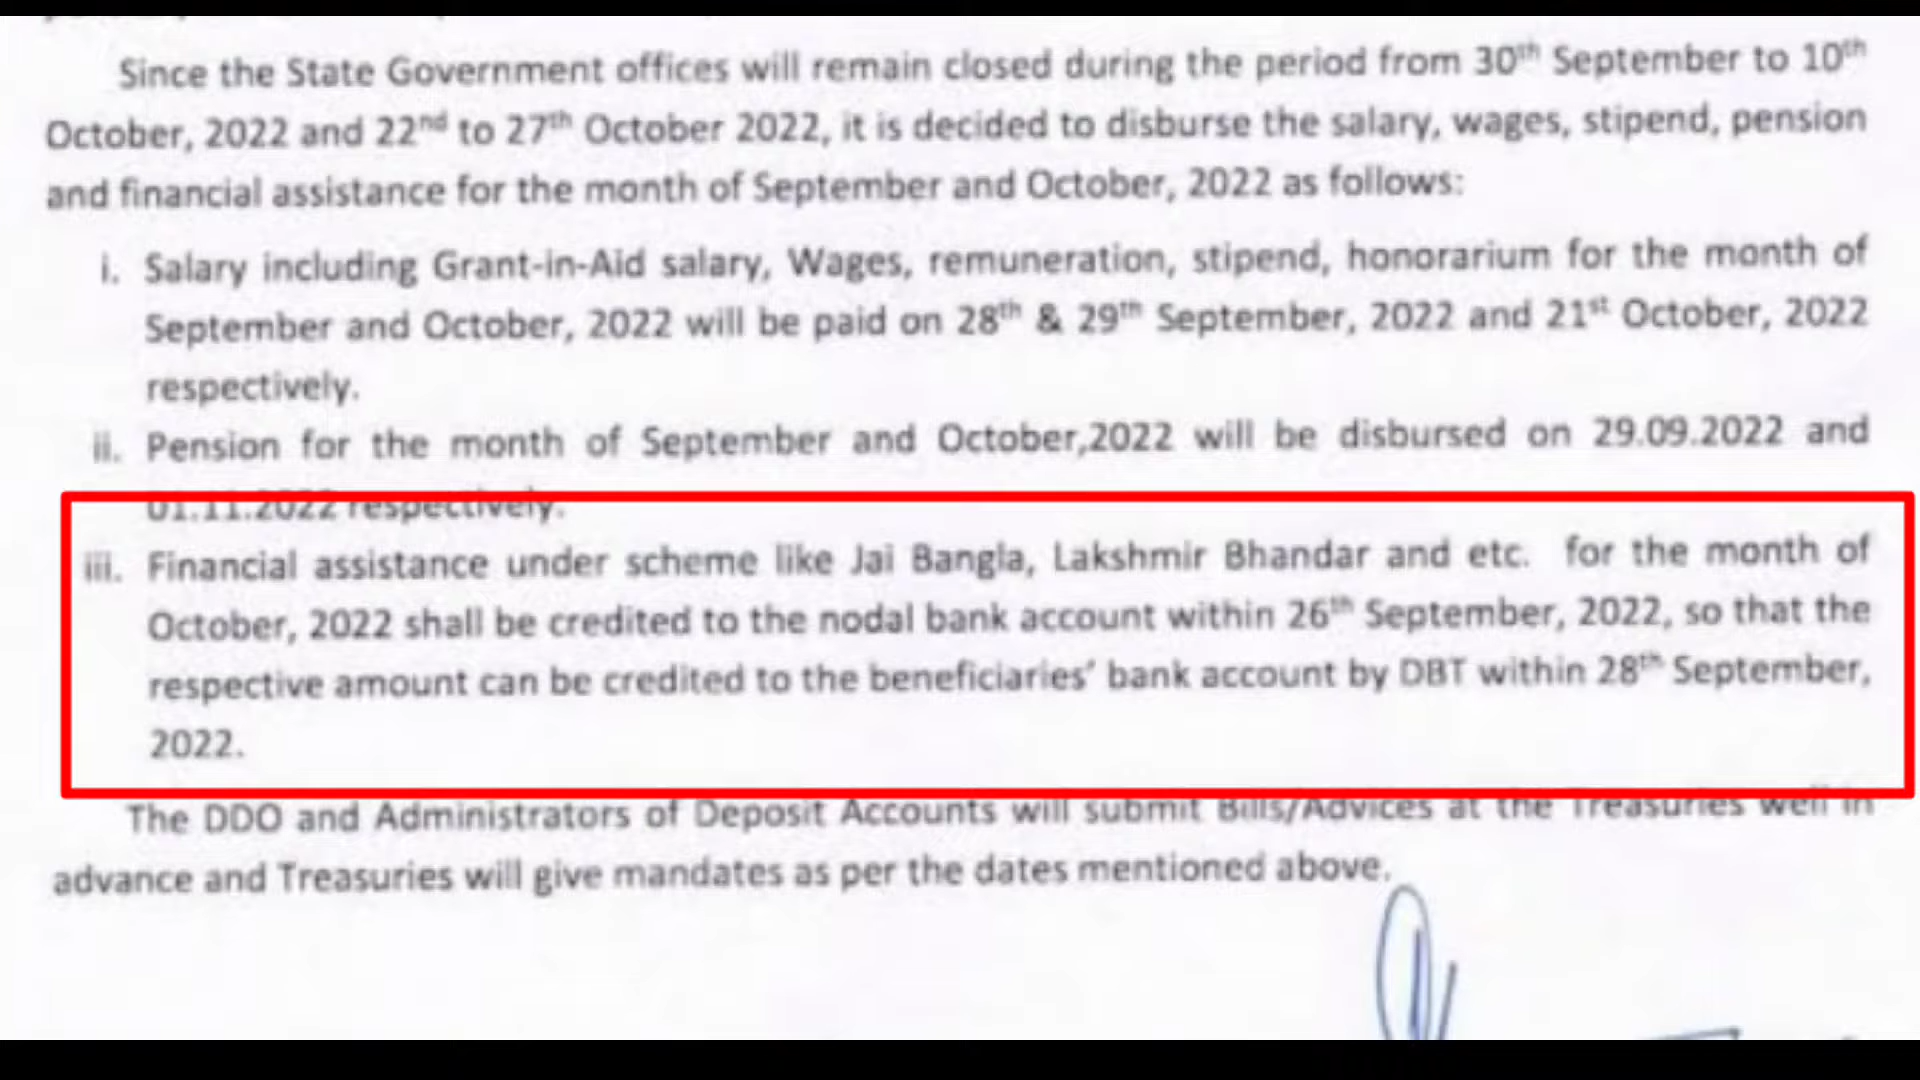 Since the State Government offices will remain closed during the period from 30th September to 10th
October, 2022 and 22nd to 27th October 2022, it is decided to disburse the salary, wages, stipend, pension
and financial assistance for the month of September and October, 2022 as follows:
i. Salary including Grant-in-Aid salary, Wages, remuneration, stipend, honorarium for the month of
September and October, 2022 will be paid on 28th & 29th September, 2022 and 21st October, 2022
respectively.
ii. Pension for the month of September and October,2022 will be disbursed on 29.09.2022 and
01.11.2022 respectively.
iii. Financial assistance under scheme like Jai Bangla, Lakshmir Bhandar and etc. for the month of
October, 2022 shall be credited to the nodal bank account within 26th September, 2022, so that the
respective amount can be credited to the beneficiaries' bank account by DBT within 28th September,
2022.
The DDO and Administrators of Deposit Accounts will submit Bills/Advices at the Treasuries well in
advance and Treasuries will give mandates as per the dates mentioned above.